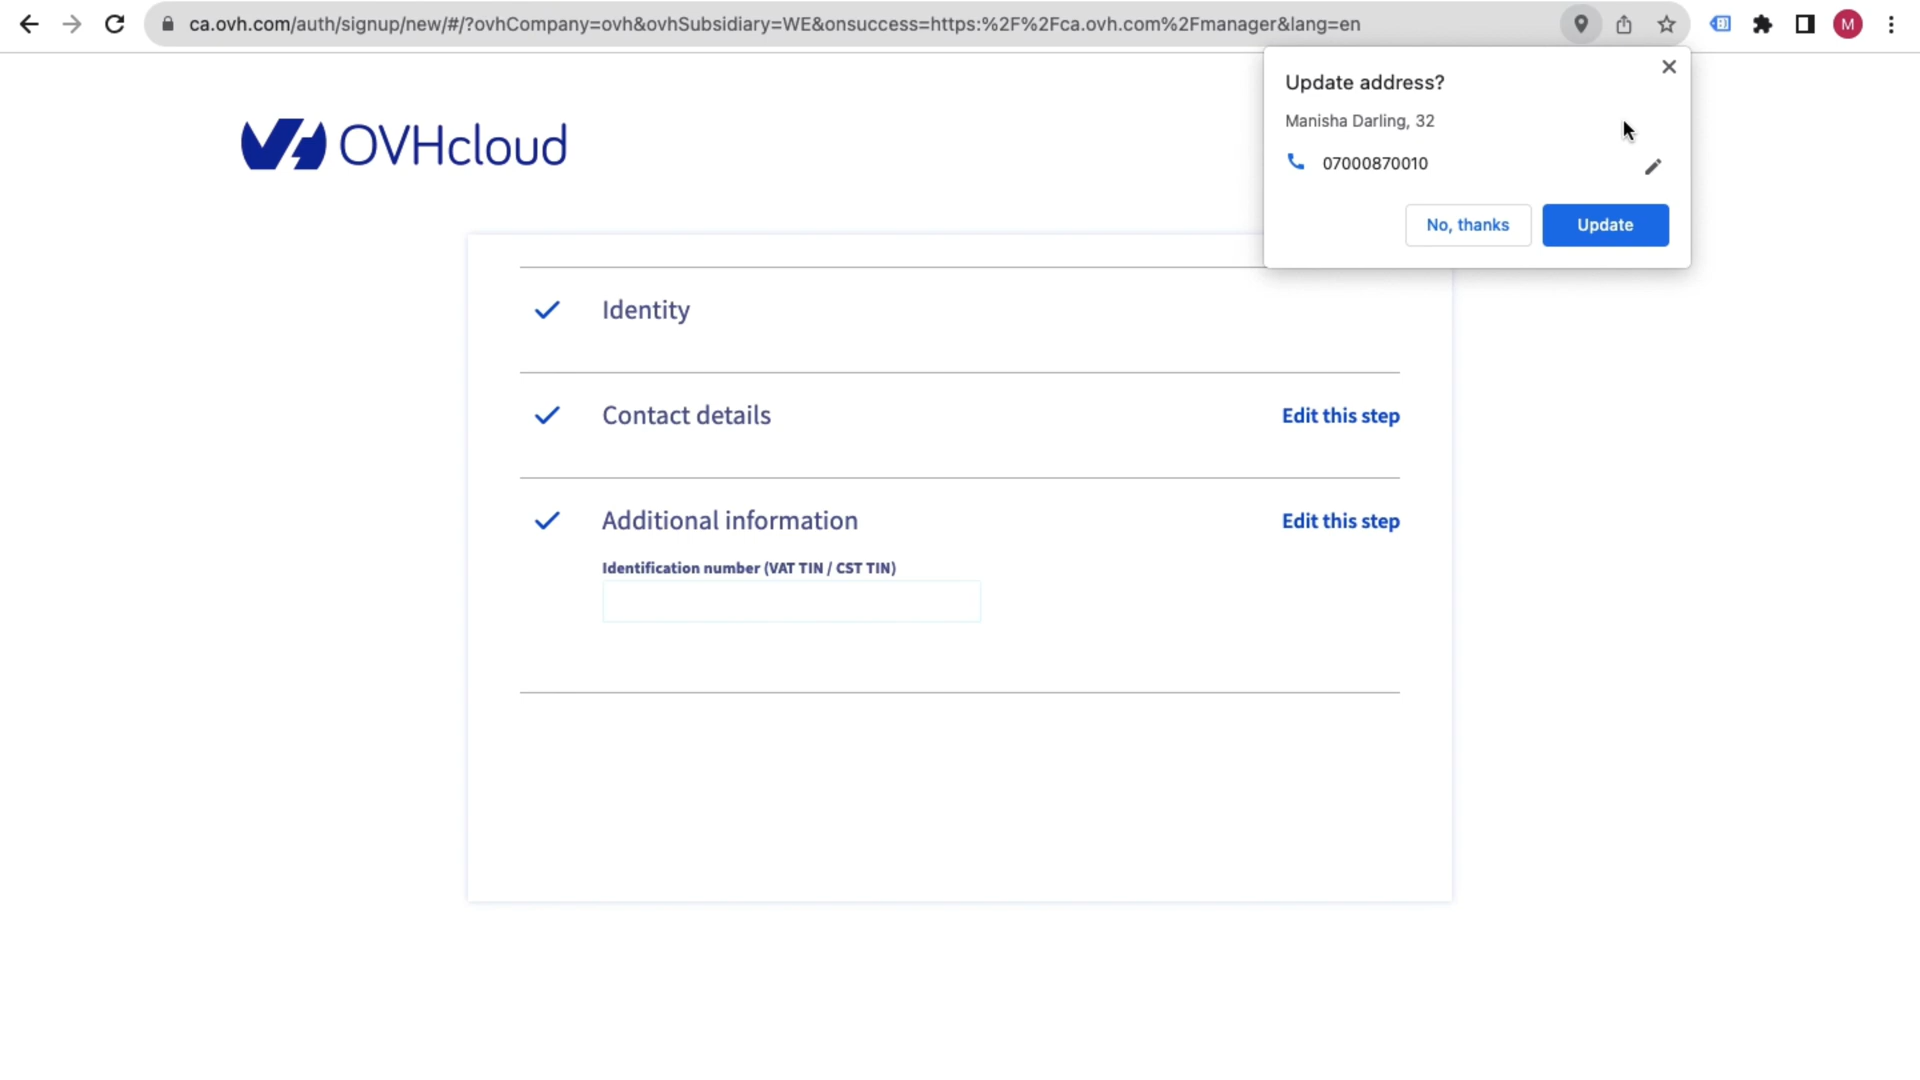 ca.ovh.com/auth/signup/new/#/?ovhCompany=ovh&ovhSubsidiary=WE&onsuccess=https:%2F%2Fca.ovh.com%2Fmanager&lang=en
M
Update address?
Manisha Darling, 32
07000870010
No, thanks
Update
OVHcloud
Identity
Contact details
Edit this step
Additional information
Edit this step
Identification number (VAT TIN / CST TIN)